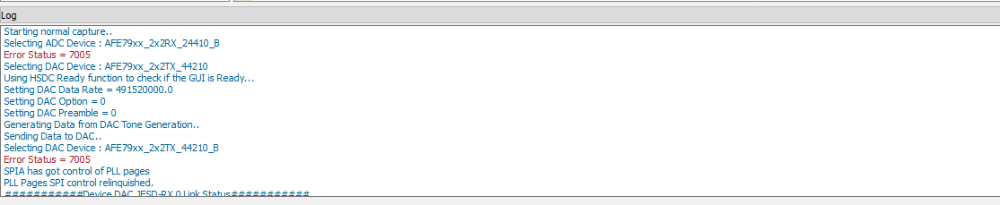 Log
Starting normal capture..
Selecting ADC Device : AFE79xx_2x2RX_24410_B
Error Status = 7005
Selecting DAC Device : AFE79xx_2x2TX_44210
Using HSDC Ready function to check if the GUI is Ready...
Setting DAC Data Rate = 491520000.0
Setting DAC Option = 0
Setting DAC Preamble = 0
Generating Data from DAC Tone Generation..
Sending Data to DAC..
Selecting DAC Device : AFE79xx_2x2TX_44210_B
Error Status = 7005
SPIA has got control of PLL pages
PLL Pages SPI control relinquished.
###########Device DAC JESD-RX 0 Link Status###########